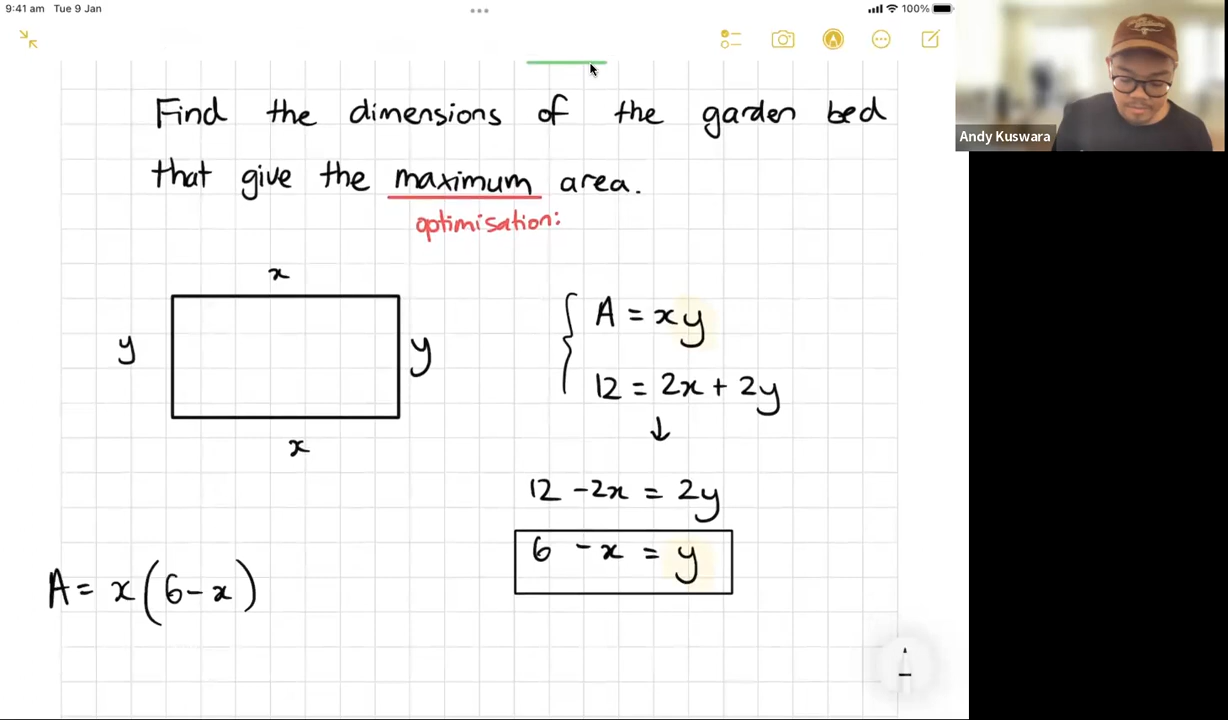 9:41 am Tue 9 Jan
100%
Find the dimensions of the garden bed
that give the maximum area.
optimisation:
x
y
y
x
A = xy
12 = 2x + 2y
↓
12 - 2x = 2y
6 - x = y
A = x(6 - x)
Andy Kuswara